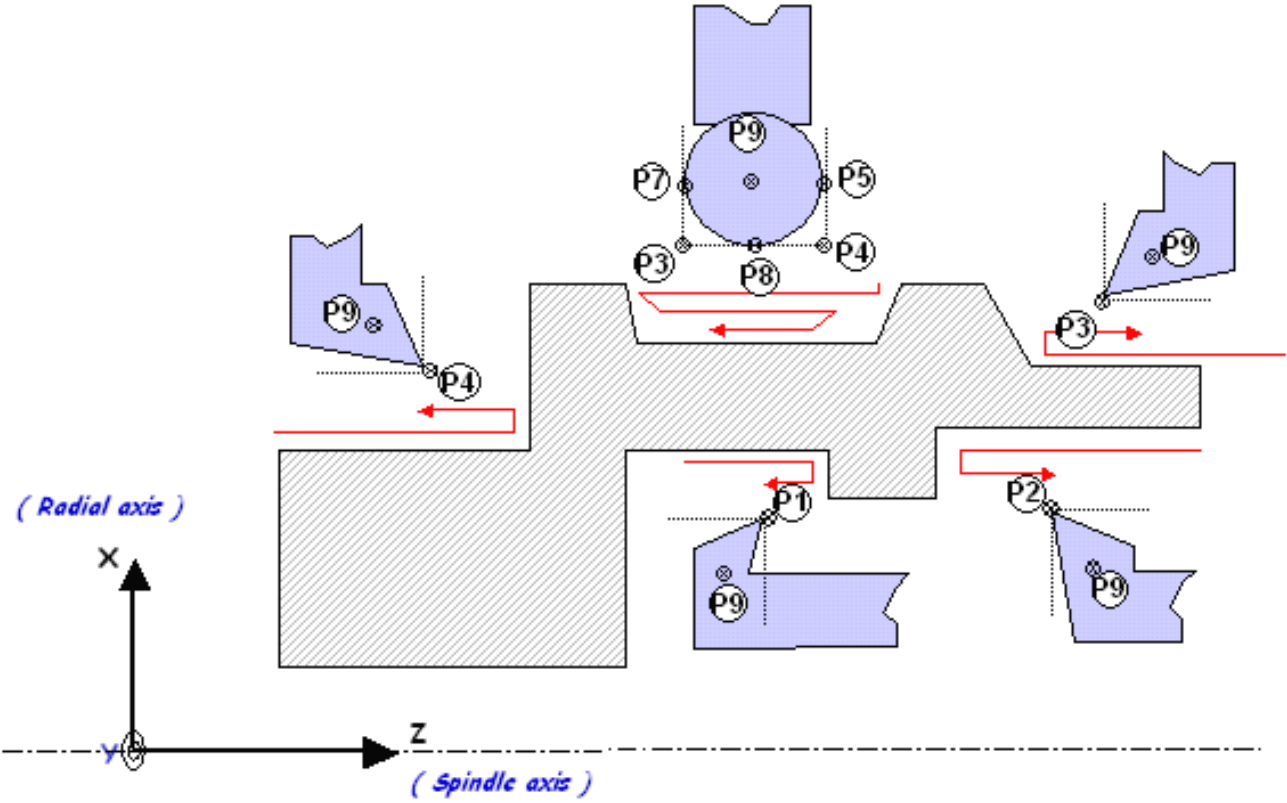 P9
P7
P5
P3
P8
P4
P9
P3
P9
P4
P1
P2
P9
P9
( Radial axis )
X
Y
Z
( Spindle axis )